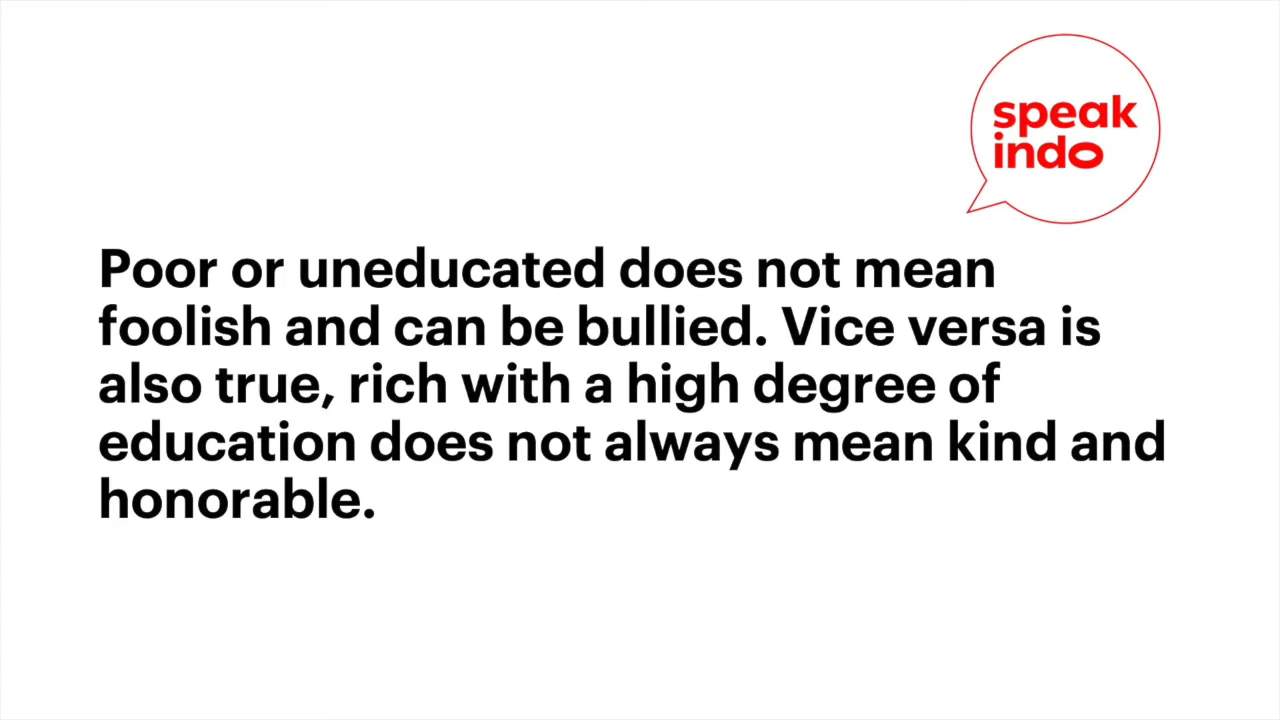 speak
indo
Poor or uneducated does not mean
foolish and can be bullied. Vice versa is
also true, rich with a high degree of
education does not always mean kind and
honorable.